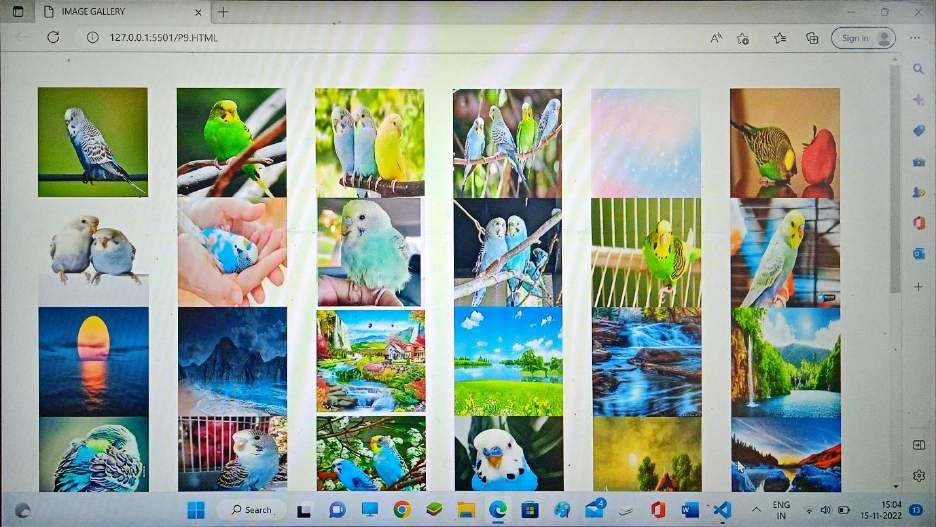 IMAGE GALLERY
127.0.0.1:5501/P9.HTML
Sign in
Search
ENG
IN
15:04
15-11-2022
13